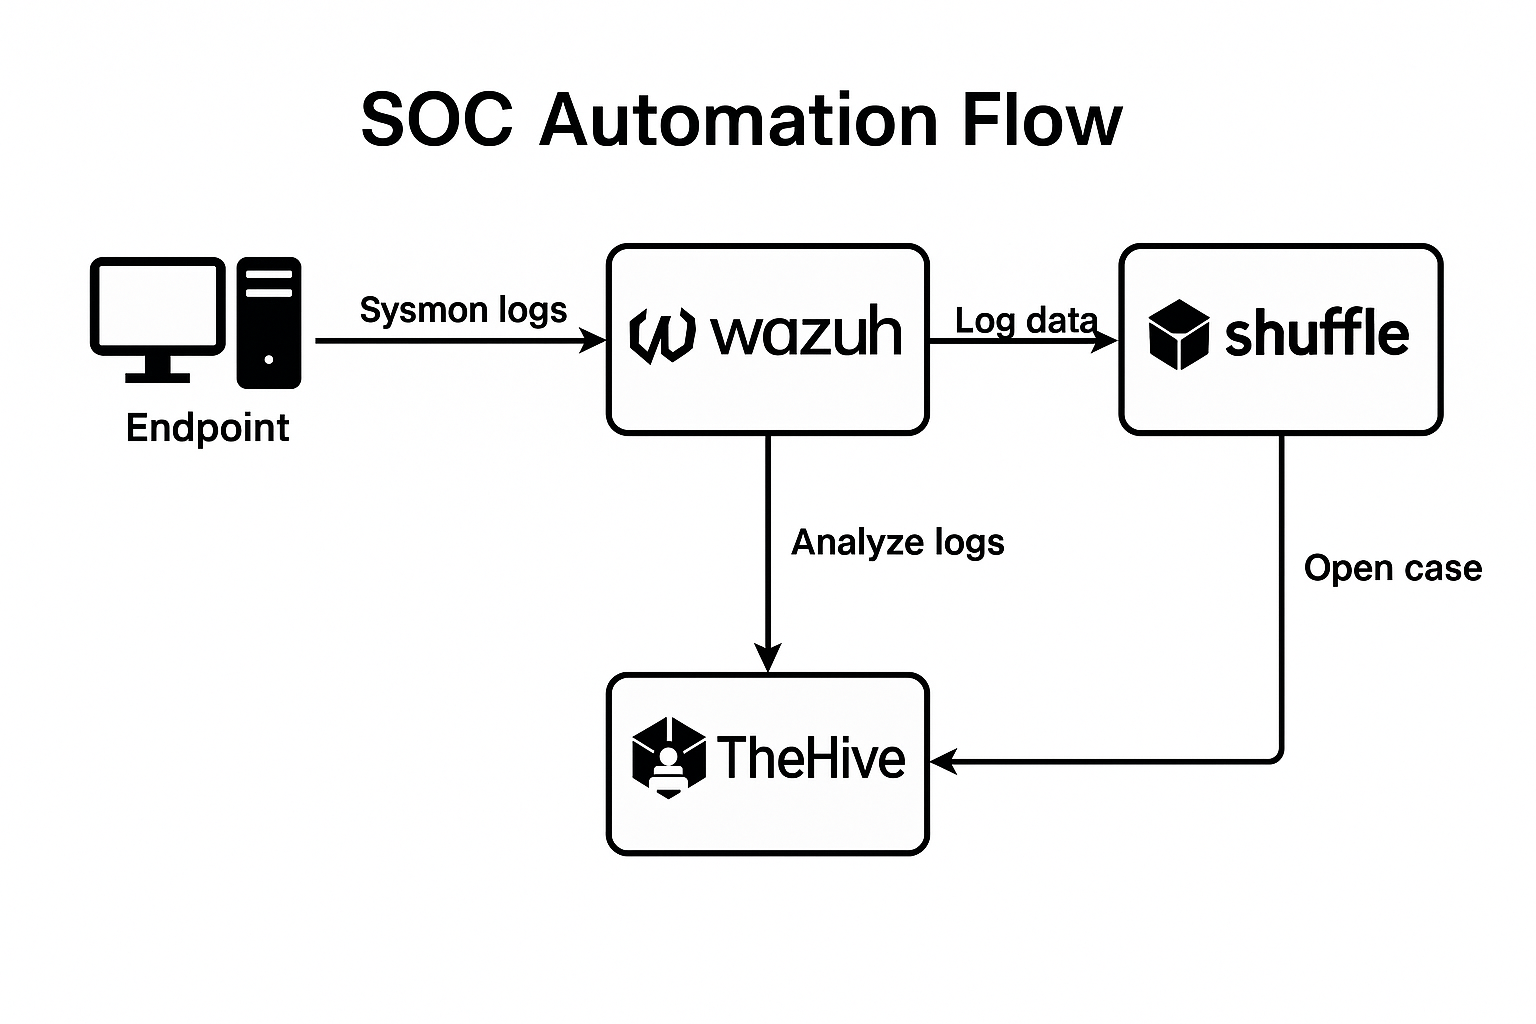 SOC Automation Flow
Endpoint
Sysmon logs
wazuh
Log data
shuffle
Analyze logs
Open case
TheHive